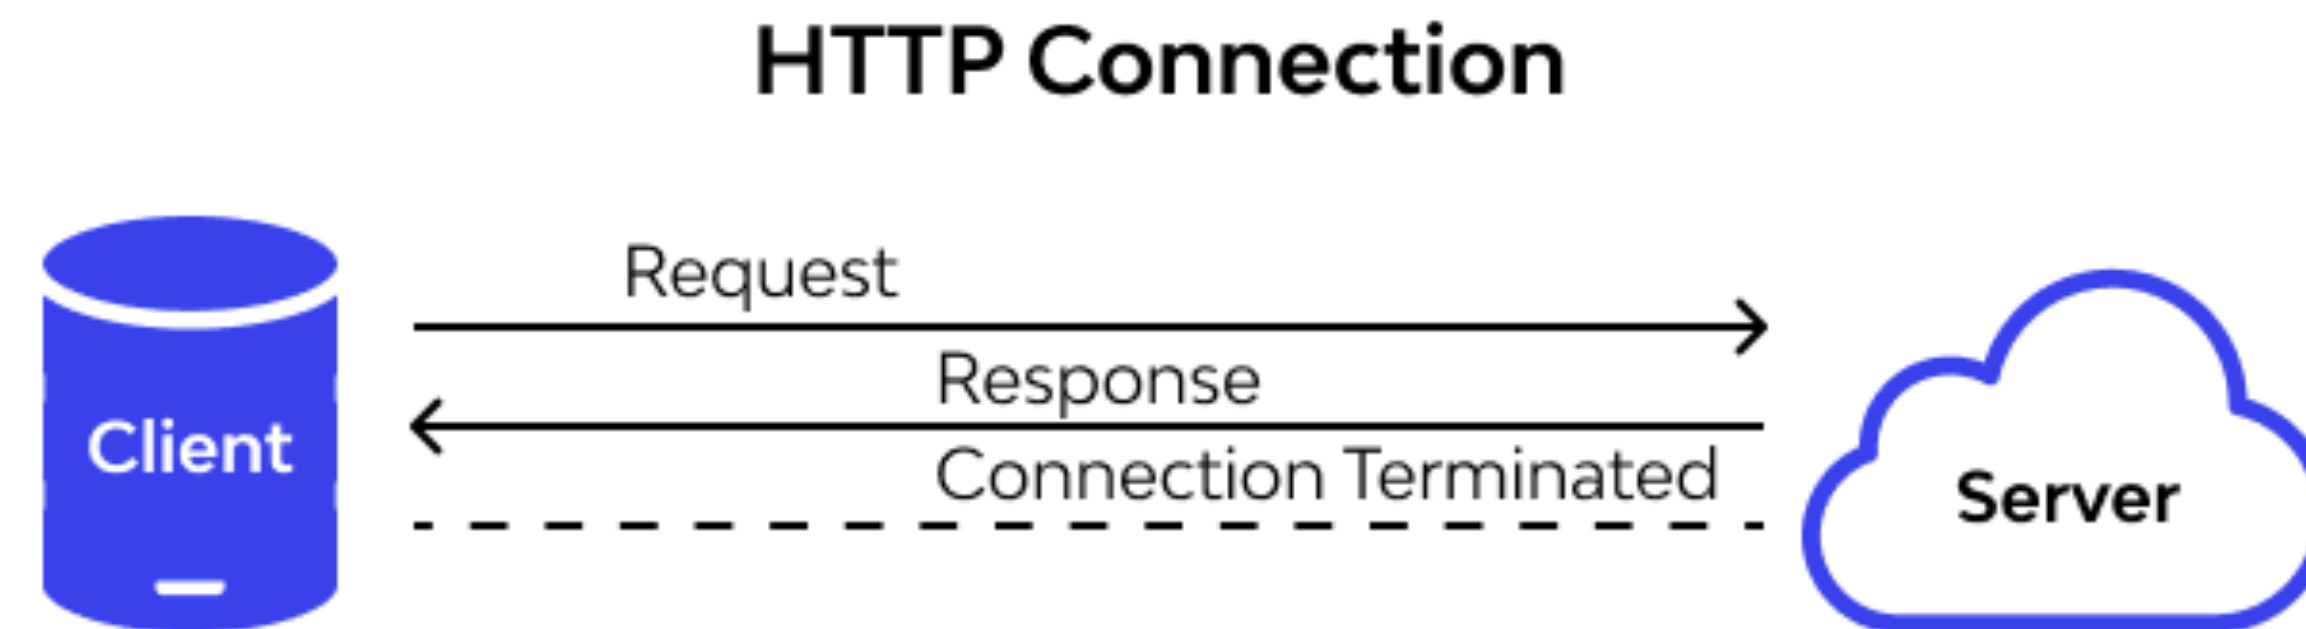 HTTP Connection
Request
Response
Client
Connection Terminated
Server